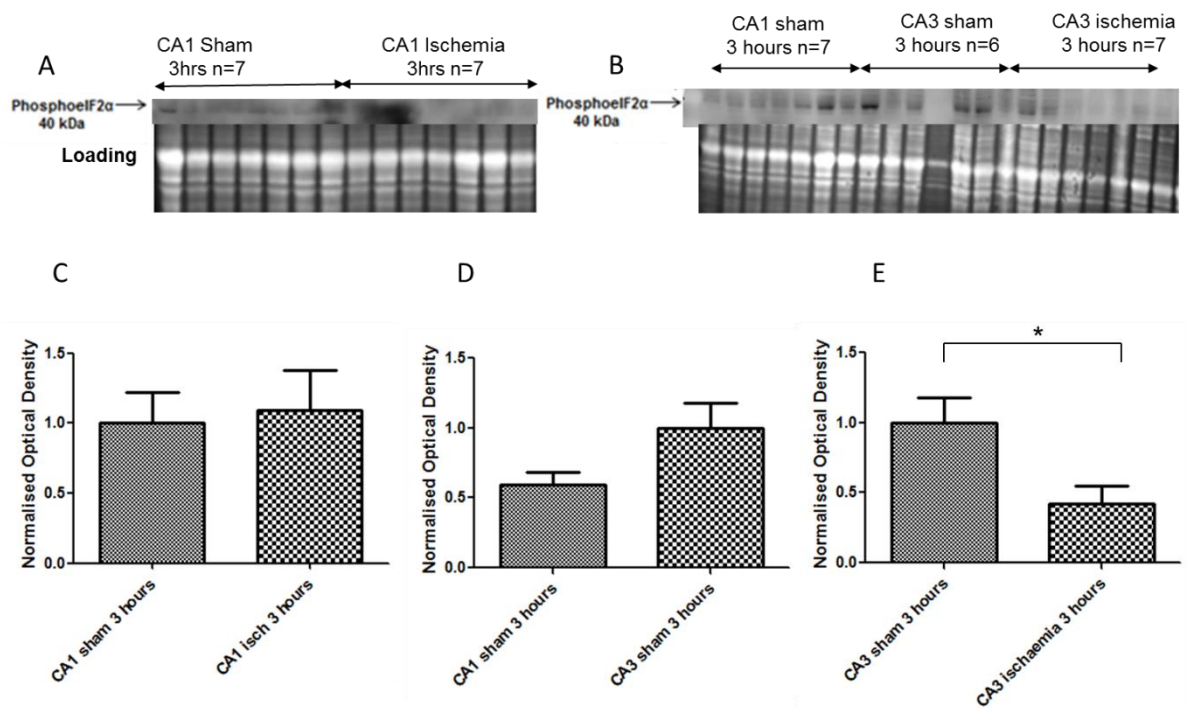 A
CA1 Sham
3hrs n=7
CA1 Ischemia
3hrs n=7
PhosphoeIF2α
40 kDa
Loading
B
CA1 sham
3 hours n=7
CA3 sham
3 hours n=6
CA3 ischemia
3 hours n=7
PhosphoeIF2α
40 kDa
C
Normalised Optical Density
1.5
1.0
0.5
0.0
CA1 sham 3 hours
CA1 isch 3 hours
D
Normalised Optical Density
1.5
1.0
0.5
0.0
CA1 sham 3 hours
CA3 sham 3 hours
E
Normalised Optical Density
1.5
1.0
0.5
0.0
*
CA3 sham 3 hours
CA3 ischaemia 3 hours